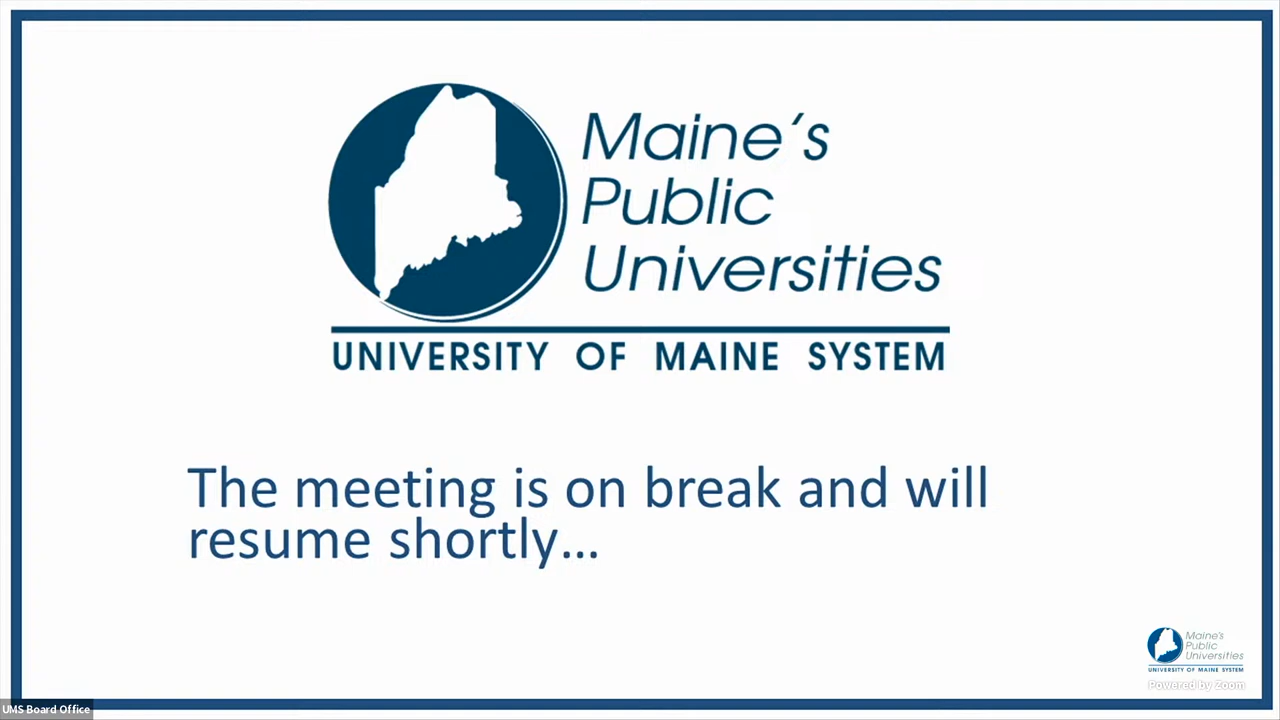 Maine's
Public
Universities
UNIVERSITY OF MAINE SYSTEM
The meeting is on break and will
resume shortly...
Maine's
Public
Universities
UNIVERSITY OF MAINE SYSTEM
Powered by Zoom
UMS Board Office